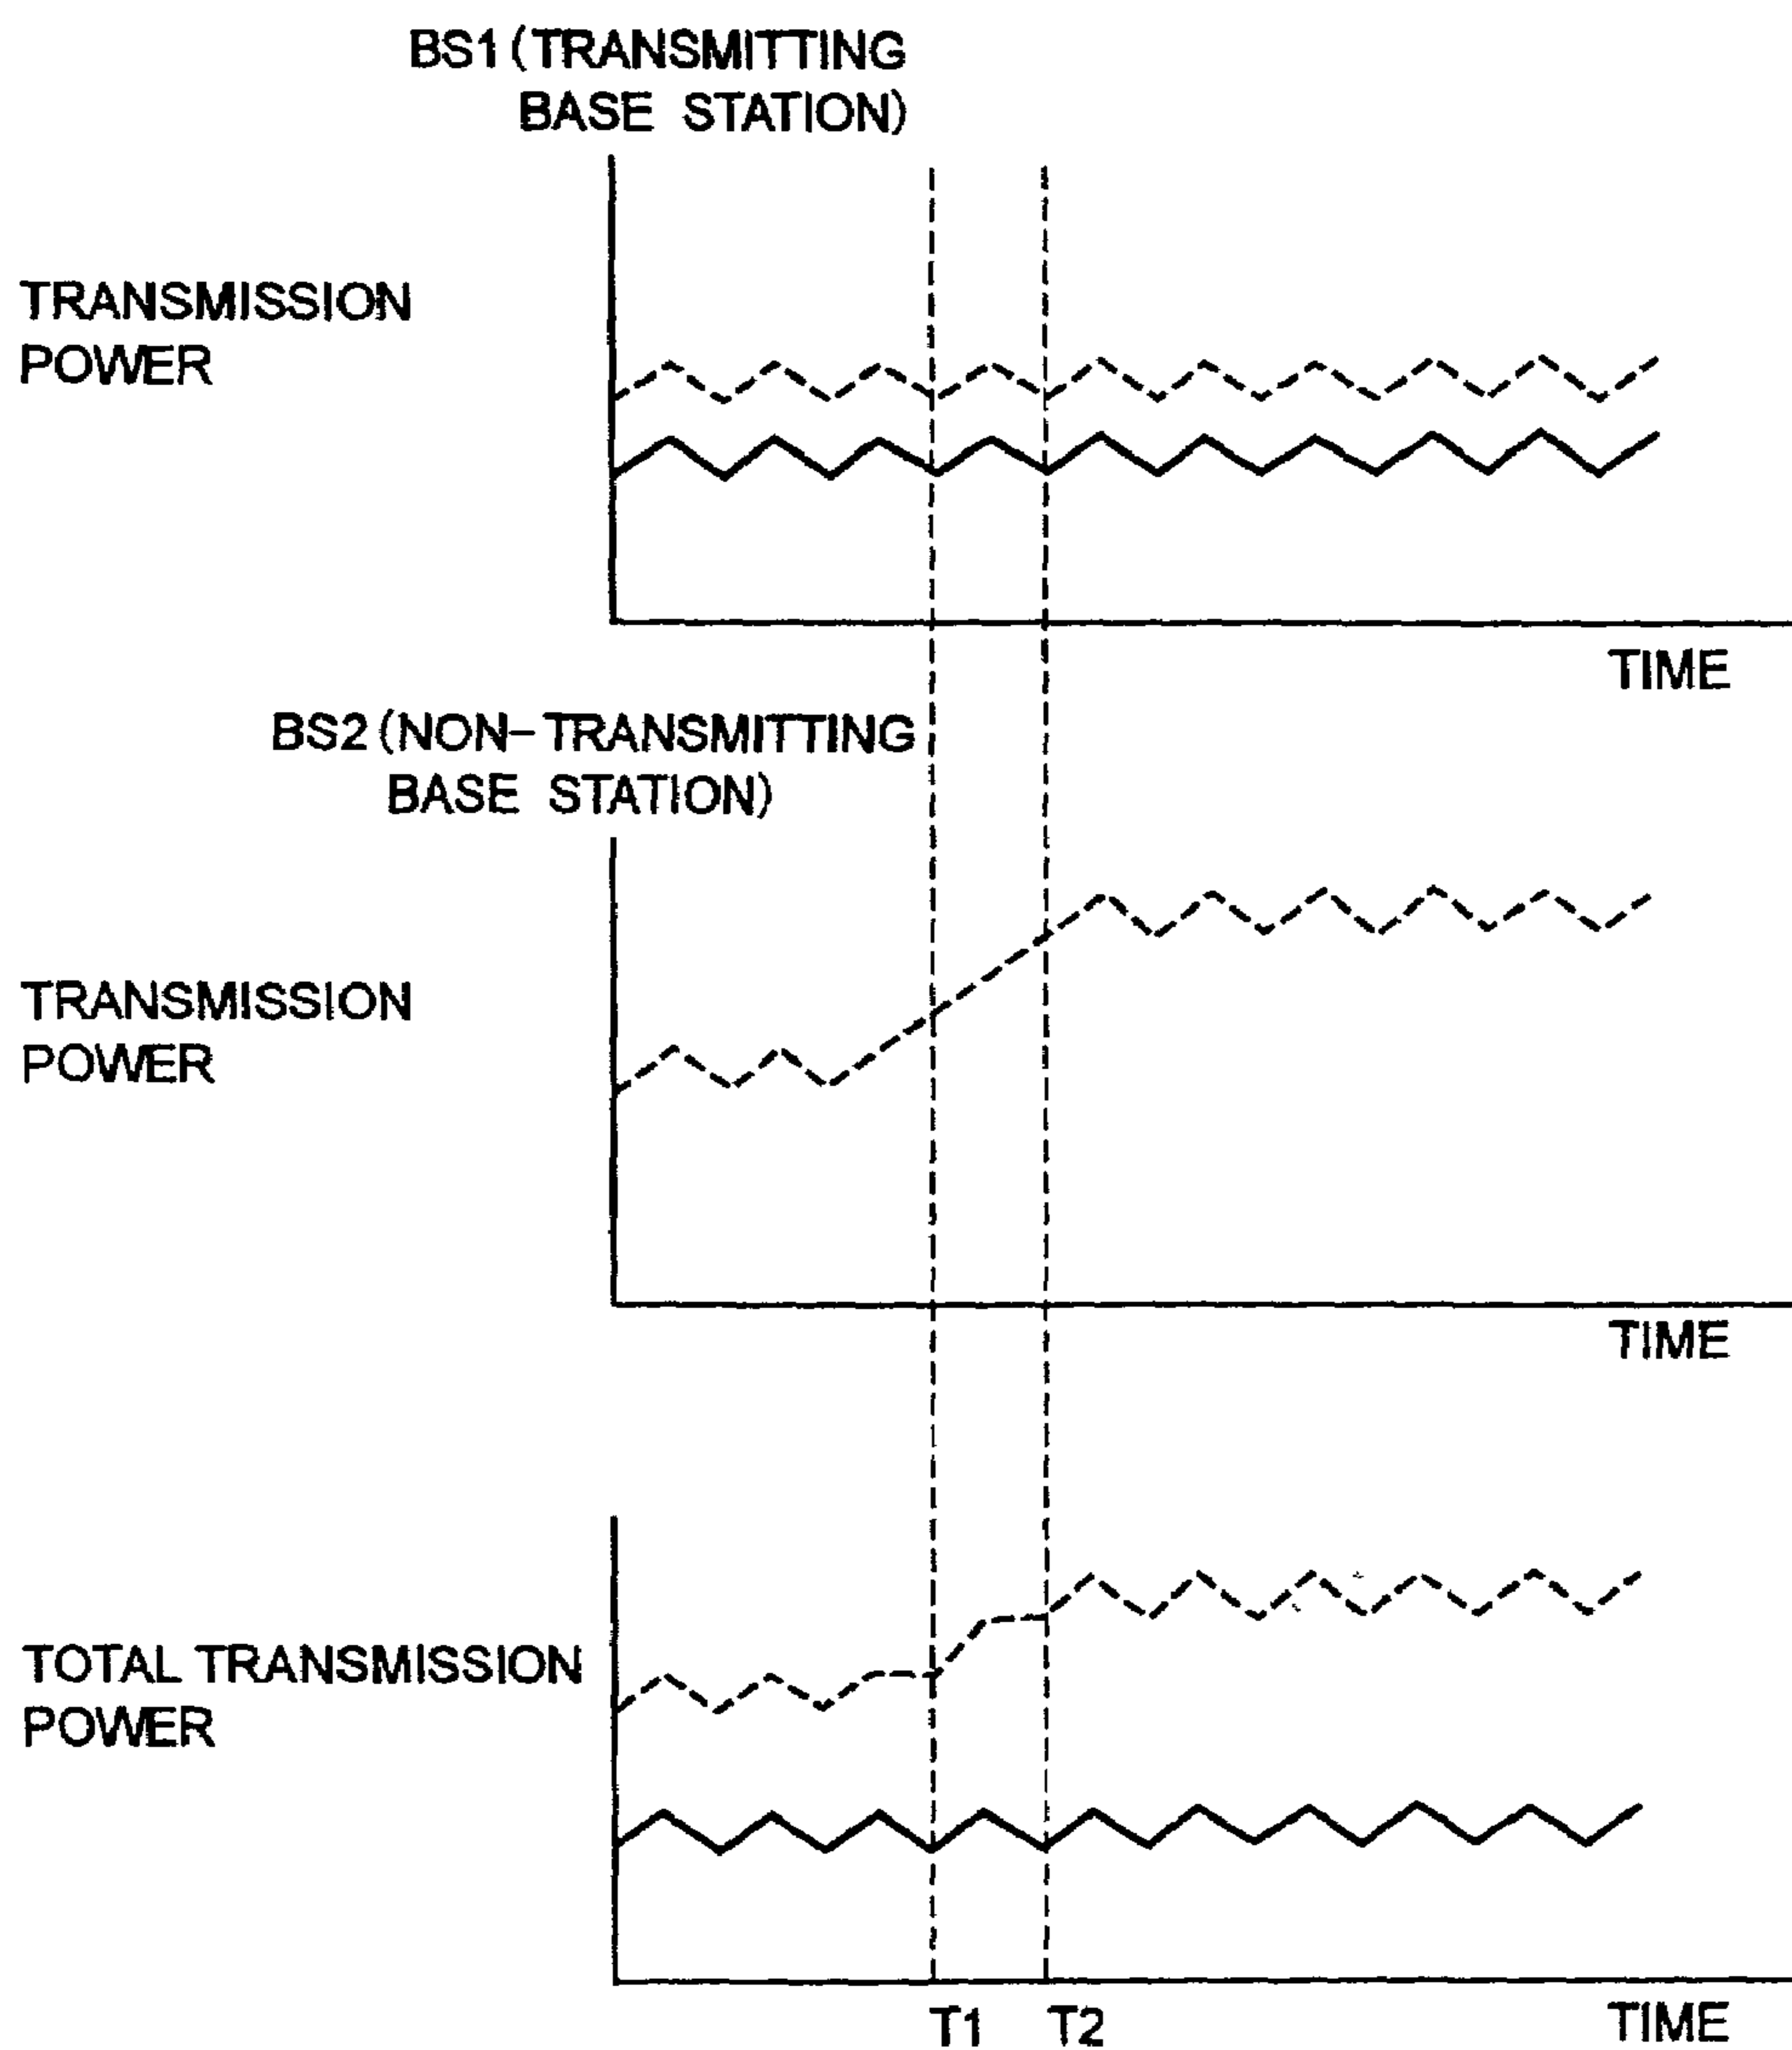 BS1(TRANSMITTING
BASE STATION)
TRANSMISSION
POWER
TIME
BS2(NON-TRANSMITTING
BASE STATION)
TRANSMISSION
POWER
TIME
TOTAL TRANSMISSION
POWER
T1 T2
TIME